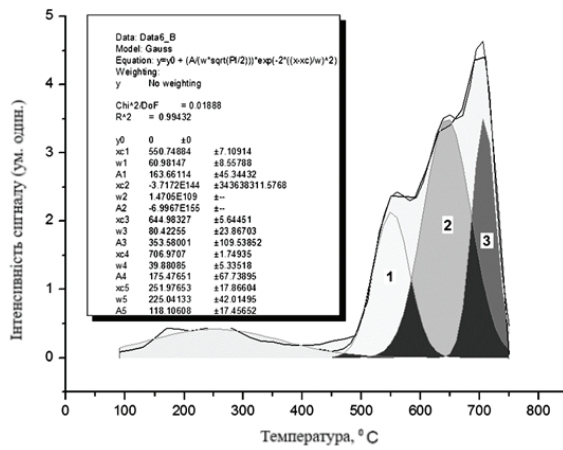 Data: Data6_B
Model: Gauss
Equation: y=y0 + (A/(w*sqrt(PI/2)))*exp(-2*((x-xc)/w)^2)
Weighting:
y No weighting
Chi^2/DoF = 0.01888
R^2 = 0.99432
y0 0 ±0
xc1 550.74884 ±7.10914
w1 60.98147 ±8.55788
A1 163.66114 ±45.34432
xc2 -3.7172E144 ±343638311.5768
w2 1.4705E109 ±--
A2 -6.9967E155 ±--
xc3 644.98327 ±5.64451
w3 80.42255 ±23.86703
A3 353.58001 ±109.53852
xc4 706.9707 ±1.74935
w4 39.88085 ±5.33518
A4 175.47651 ±67.73895
xc5 251.97653 ±17.86604
w5 225.04133 ±42.01495
A5 118.10608 ±17.45652
Інтенсивність сигналу (ум. один.)
5
4
3
2
1
0
1
2
3
0 100 200 300 400 500 600 700 800
Температура, °C